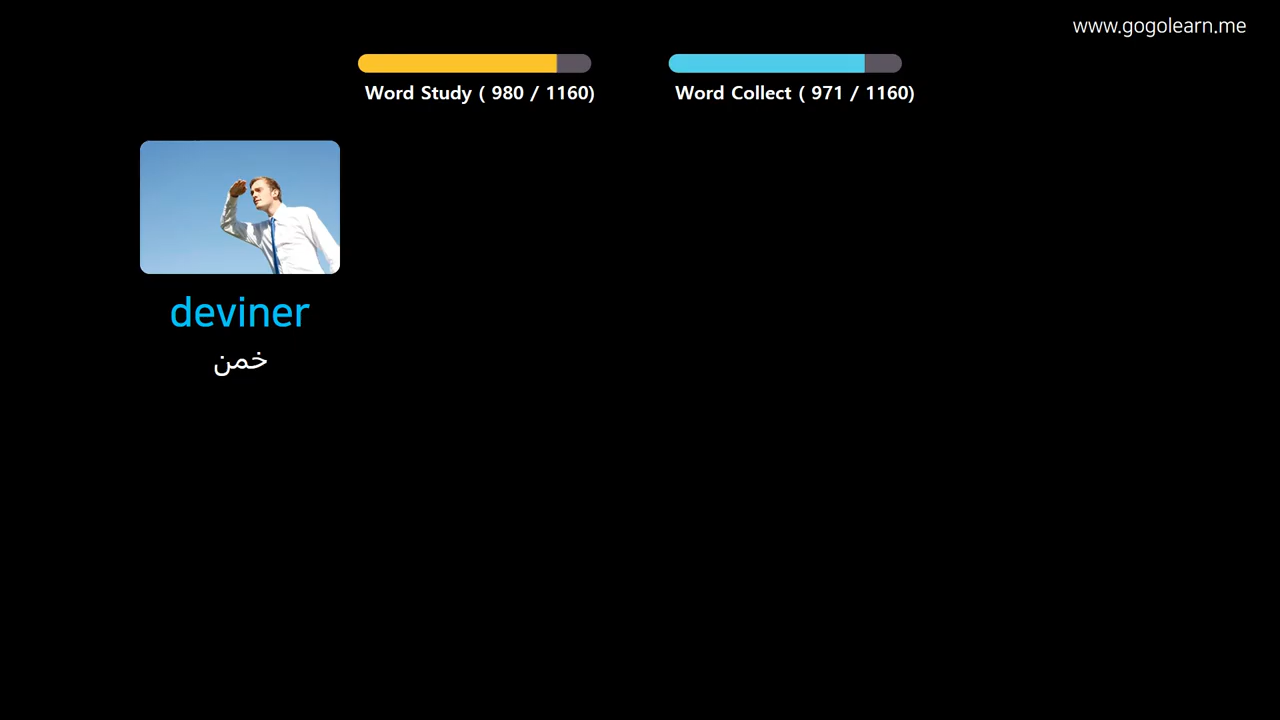 www.gogolearn.me
Word Study ( 980 / 1160)
Word Collect ( 971 / 1160)
deviner
خمن